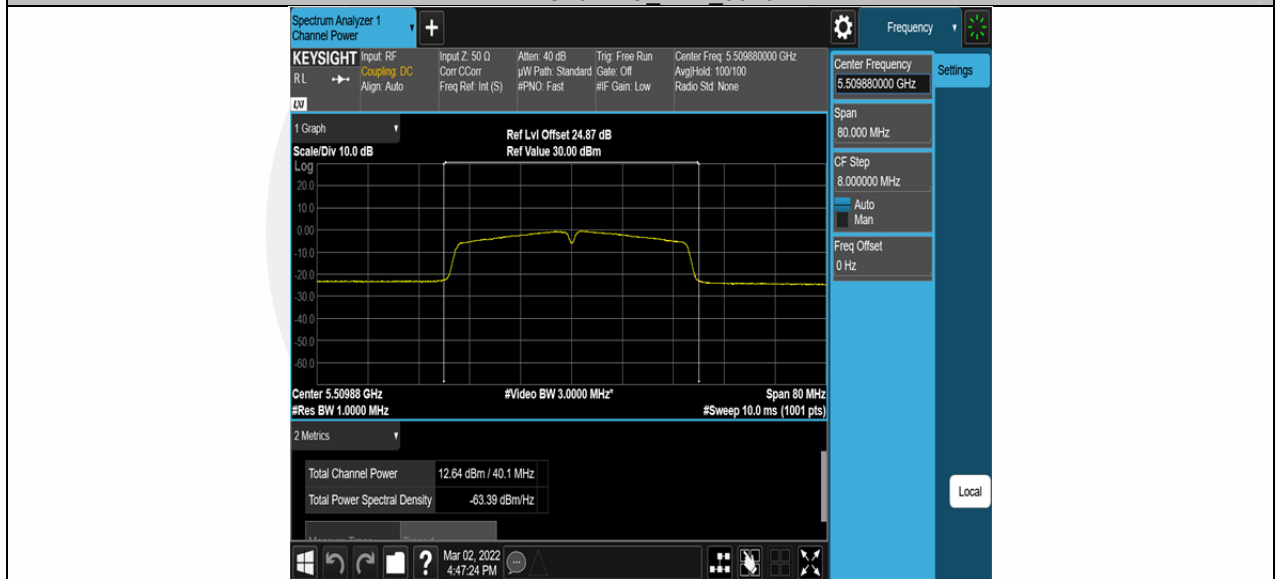 Spectrum Analyzer 1
Channel Power
+
Frequency
KEYSIGHT
RL
LXI
Input: RF
Coupling: DC
Align: Auto
Input Z: 50 Ω
Corr CCorr
Freq Ref: Int (S)
Atten: 40 dB
µW Path: Standard
#PNO: Fast
Trig: Free Run
Gate: Off
#IF Gain: Low
Center Freq: 5.509880000 GHz
Avg|Hold: 100/100
Radio Std: None
Center Frequency
5.509880000 GHz
Settings
Span
80.000 MHz
CF Step
8.000000 MHz
Auto
Man
Freq Offset
0 Hz
1 Graph
Scale/Div 10.0 dB
Ref Lvl Offset 24.87 dB
Ref Value 30.00 dBm
Log
20.0
10.0
0.00
-10.0
-20.0
-30.0
-40.0
-50.0
-60.0
Center 5.50988 GHz
#Video BW 3.0000 MHz*
Span 80 MHz
#Res BW 1.0000 MHz
#Sweep 10.0 ms (1001 pts)
2 Metrics
Total Channel Power 12.64 dBm / 40.1 MHz
Total Power Spectral Density -63.39 dBm/Hz
Local
?
Mar 02, 2022
4:47:24 PM